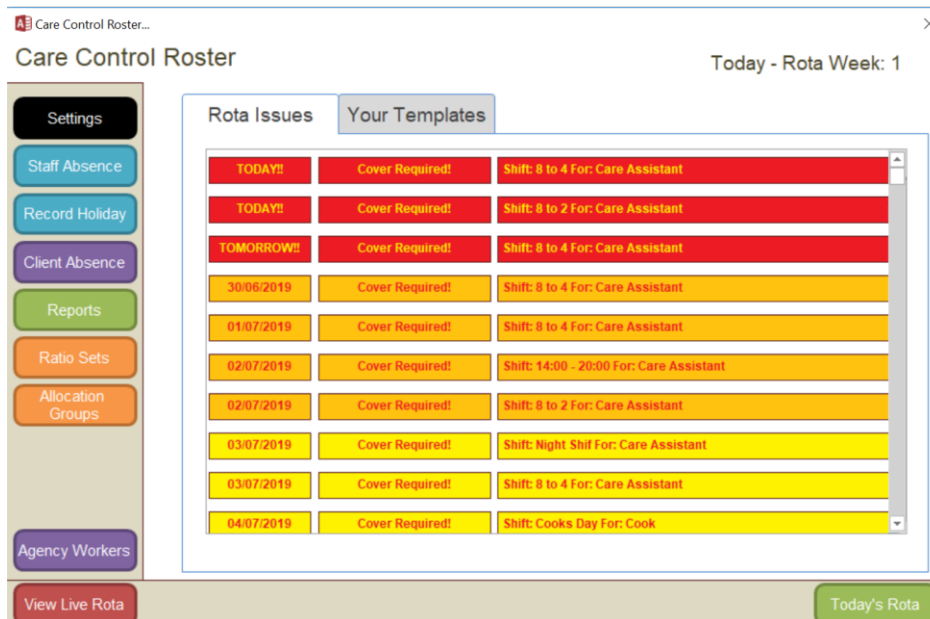 Care Control Roster...
Care Control Roster
Today - Rota Week: 1
Settings
Staff Absence
Record Holiday
Client Absence
Reports
Ratio Sets
Allocation
Groups
Agency Workers
View Live Rota
Rota Issues Your Templates
TODAY!! Cover Required! Shift: 8 to 4 For: Care Assistant
TODAY!! Cover Required! Shift: 8 to 2 For: Care Assistant
TOMORROW!! Cover Required! Shift: 8 to 4 For: Care Assistant
30/06/2019 Cover Required! Shift: 8 to 4 For: Care Assistant
01/07/2019 Cover Required! Shift: 8 to 4 For: Care Assistant
02/07/2019 Cover Required! Shift: 14:00 - 20:00 For: Care Assistant
02/07/2019 Cover Required! Shift: 8 to 2 For: Care Assistant
03/07/2019 Cover Required! Shift: Night Shif For: Care Assistant
03/07/2019 Cover Required! Shift: 8 to 4 For: Care Assistant
04/07/2019 Cover Required! Shift: Cooks Day For: Cook
Today's Rota